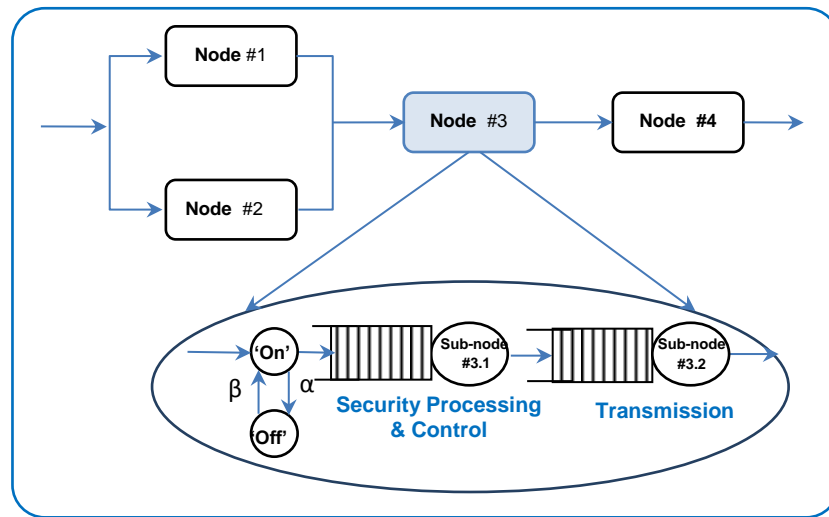 Node #1
Node #3
Node #4
Node #2
'On'
Sub-node
#3.1
Sub-node
#3.2
β
α
Security Processing
& Control
Transmission
'Off'